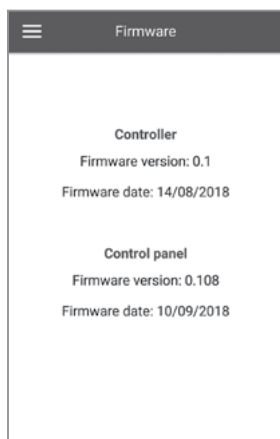 Firmware
Controller
Firmware version: 0.1
Firmware date: 14/08/2018
Control panel
Firmware version: 0.108
Firmware date: 10/09/2018